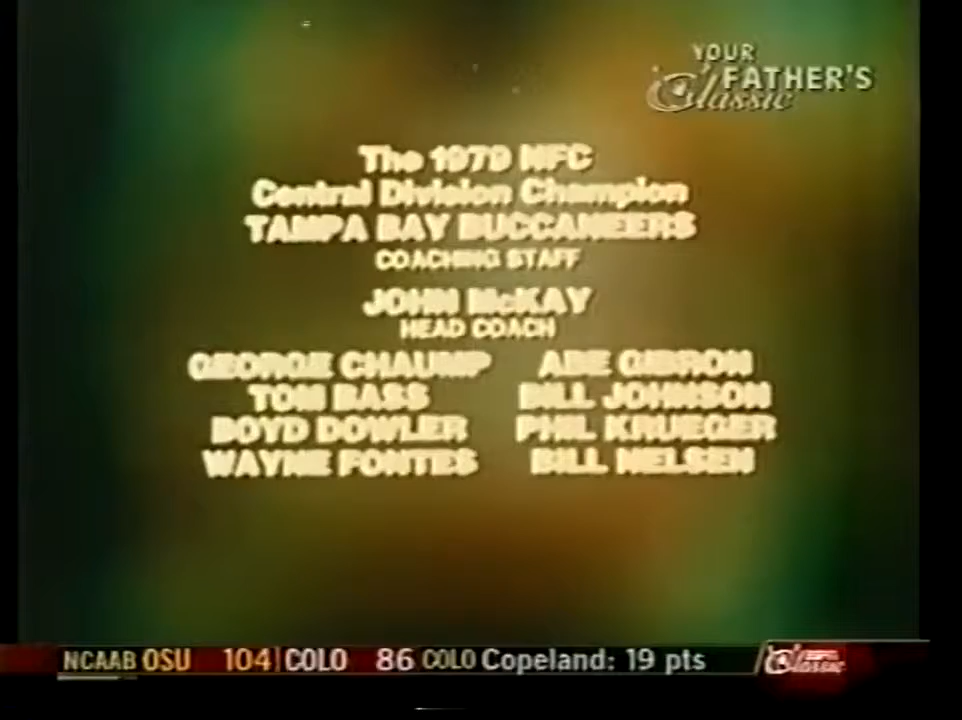 YOUR
FATHER'S
Classic
The 1979 NFC
Central Division Champion
TAMPA BAY BUCCANEERS
COACHING STAFF
JOHN McKAY
HEAD COACH
GEORGE CHAUMP ABE GIBRON
TOM BASS BILL JOHNSON
BOYD DOWLER PHIL KRUEGER
WAYNE FONTES BILL NELSEN
NCAAB OSU 104 COLO 86 COLO Copeland: 19 pts
ESPN
Classic